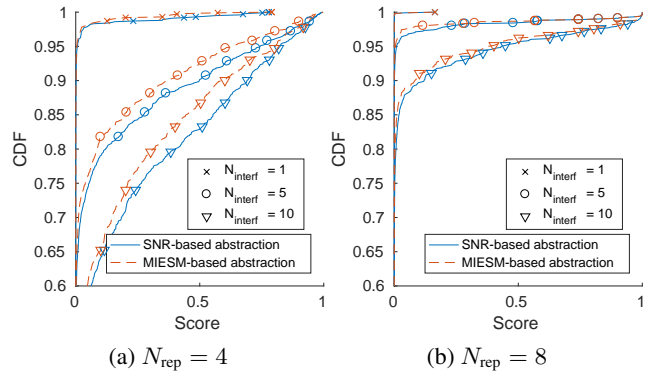 1
0.95
0.9
0.85
0.8
0.75
0.7
0.65
0.6
CDF
0 0.5 1
Score
N_interf = 1
N_interf = 5
N_interf = 10
SNR-based abstraction
MIESM-based abstraction
(a) N_rep = 4
1
0.95
0.9
0.85
0.8
0.75
0.7
0.65
0.6
CDF
0 0.5 1
Score
N_interf = 1
N_interf = 5
N_interf = 10
SNR-based abstraction
MIESM-based abstraction
(b) N_rep = 8